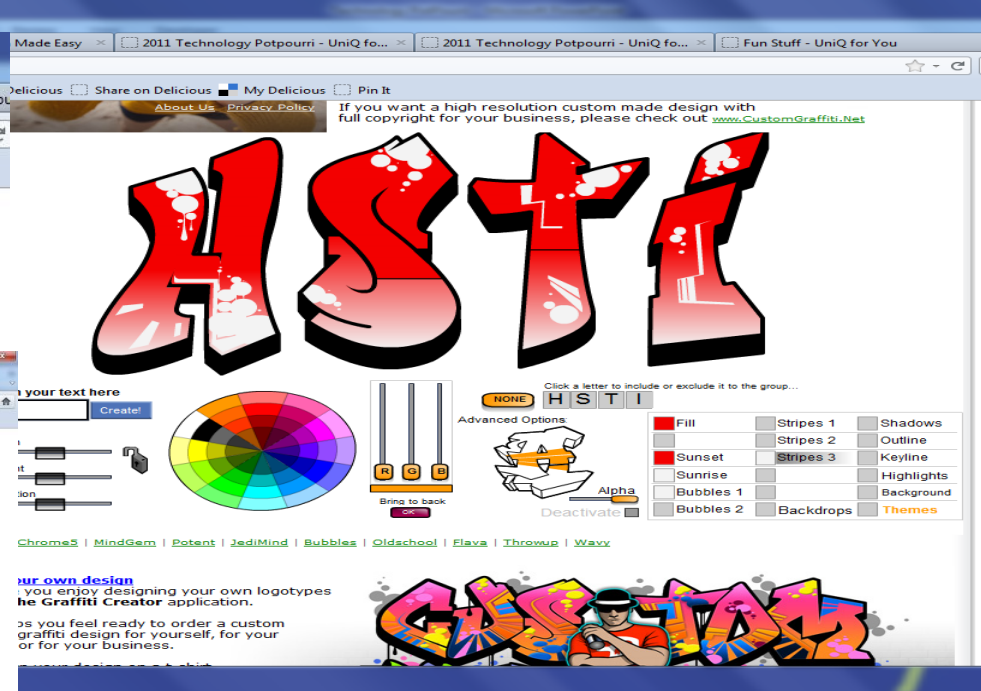 Made Easy
2011 Technology Potpourri - UniQ fo...
2011 Technology Potpourri - UniQ fo...
Fun Stuff - UniQ for You
Delicious Share on Delicious My Delicious Pin It
About Us Privacy Policy
If you want a high resolution custom made design with
full copyright for your business, please check out www.CustomGraffiti.Net
HSTi
your text here
Create!
Click a letter to include or exclude it to the group...
NONE H S T I
Advanced Options:
R G B
Bring to back
OK
Alpha
Deactivate
Fill Stripes 1 Shadows
Stripes 2 Outline
Sunset Stripes 3 Keyline
Sunrise Highlights
Bubbles 1 Background
Bubbles 2 Backdrops Themes
Chrome5 | MindGem | Potent | JediMind | Bubbles | Oldschool | Flava | Throwup | Wavy
own design
you enjoy designing your own logotypes
Graffiti Creator application.
you feel ready to order a custom
graffiti design for yourself, for your
or for your business.
CUSTOM